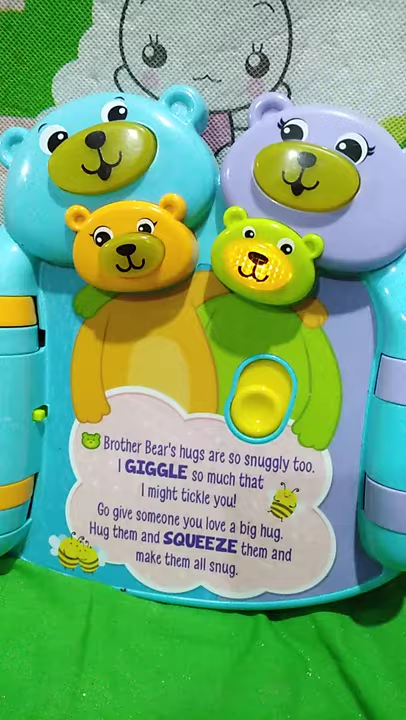 Brother Bear's hugs are so snuggly too.
I GIGGLE so much that
I might tickle you!
Go give someone you love a big hug.
Hug them and SQUEEZE them and
make them all snug.